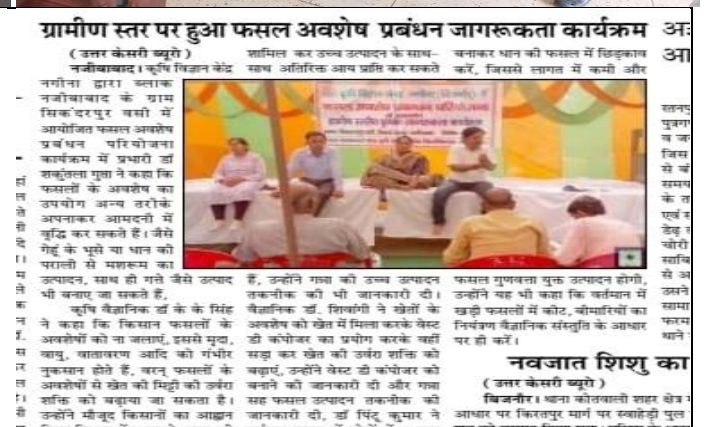 ग्रामीण स्तर पर हुआ फसल अवशेष प्रबंधन जागरूकता कार्यक्रम
( उत्तर केसरी ब्यूरो )
नजीबाबाद। कृषि विज्ञान केंद्र
नगीना द्वारा ब्लाक
नजीबाबाद के ग्राम
सिकंदरपुर बसी में
आयोजित फसल अवशेष
प्रबंधन परियोजना
कार्यक्रम में प्रभारी डॉ
शकुंतला गुप्ता ने कहा कि
फसलों के अवशेष का
उपयोग अन्य तरीके
अपनाकर आमदनी में
वृद्धि कर सकते हैं। जैसे
गेहूं के भूसे या धान की
पराली से मशरूम का
उत्पादन, साथ ही गत्ते जैसे उत्पाद
भी बनाए जा सकते हैं,
कृषि वैज्ञानिक डॉ के के सिंह
ने कहा कि किसान फसलों के
अवशेषों को ना जलाएं, इससे मृदा,
वायु, वातावरण आदि को गंभीर
नुकसान होते हैं, वरन् फसलों के
अवशेषों से खेत की मिट्टी की उर्वरा
शक्ति को बढ़ाया जा सकता है।
उन्होंने मौजूद किसानों का आह्वान
शामिल कर उच्च उत्पादन के साथ-
साथ अतिरिक्त आय प्राप्ति कर सकते
हैं, उन्होंने गन्ना की उच्च उत्पादन
तकनीक की भी जानकारी दी।
वैज्ञानिक डॉ. शिवांगी ने खेतों के
अवशेष को खेत में मिला करके वेस्ट
डी कंपोजर का प्रयोग करके वहीं
सड़ा कर खेत की उर्वरा शक्ति को
बढ़ाएं, उन्होंने वेस्ट डी कंपोजर को
बनाने की जानकारी दी और गन्ना
सह फसल उत्पादन तकनीक की
जानकारी दी, डॉ पिंटू कुमार ने
बनाकर धान की फसल में छिड़काव
करें, जिससे लागत में कमी और
फसल गुणवत्ता युक्त उत्पादन होगी,
उन्होंने यह भी कहा कि वर्तमान में
खड़ी फसलों में कीट, बीमारियों का
नियंत्रण वैज्ञानिक संस्तुति के आधार
पर ही करें।
नवजात शिशु का
( उत्तर केसरी ब्यूरो )
बिजनौर। थाना कोतवाली शहर क्षेत्र
आधार पर किरतपुर मार्ग पर स्वाहेड़ी पुल